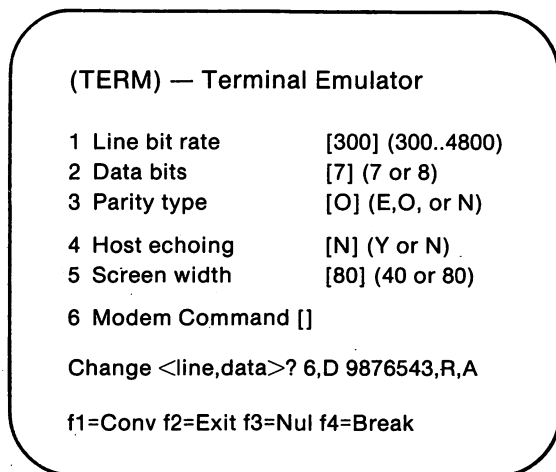 (TERM) — Terminal Emulator
1 Line bit rate [300] (300..4800)
2 Data bits [7] (7 or 8)
3 Parity type [O] (E,O, or N)
4 Host echoing [N] (Y or N)
5 Screen width [80] (40 or 80)
6 Modem Command []
Change <line,data>? 6,D 9876543,R,A
f1=Conv f2=Exit f3=Nul f4=Break